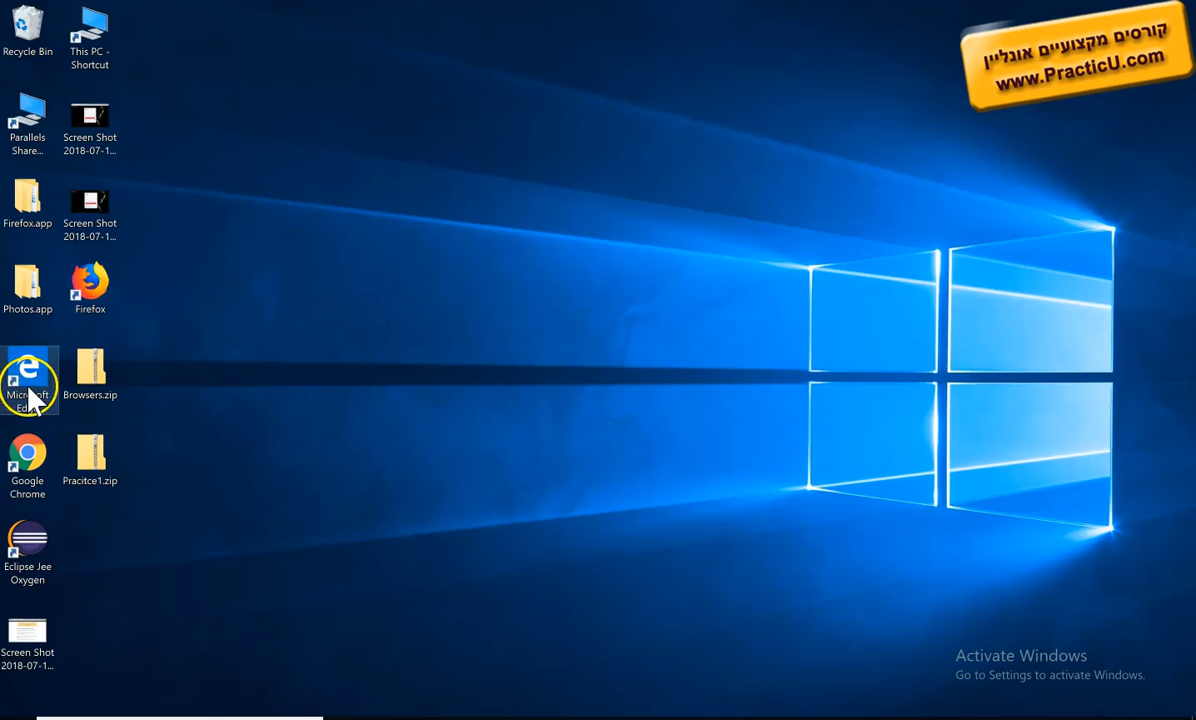 קורסים מקצועיים אונליין
www.PracticU.com
Recycle Bin
This PC -
Shortcut
Parallels
Share...
Screen Shot
2018-07-1...
Firefox.app
Screen Shot
2018-07-1...
Photos.app
Firefox
Microsoft
Browsers.zip
Google
Chrome
Pracitce1.zip
Eclipse Jee
Oxygen
Screen Shot
2018-07-1...
Activate Windows
Go to Settings to activate Windows.